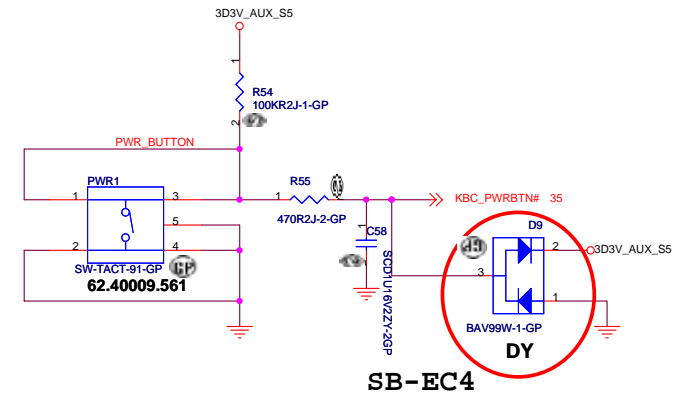 3D3V_AUX_S5
1
R54
100KR2J-1-GP
2
PWR_BUTTON
PWR1
1
3
5
2
4
SW-TACT-91-GP
GP
62.40009.561
1
R55
470R2J-2-GP
KBC_PWRBTN# 35
1
C58
SCD1U16V2ZY-2GP
D9
3
2
3D3V_AUX_S5
1
BAV99W-1-GP
DY
SB-EC4